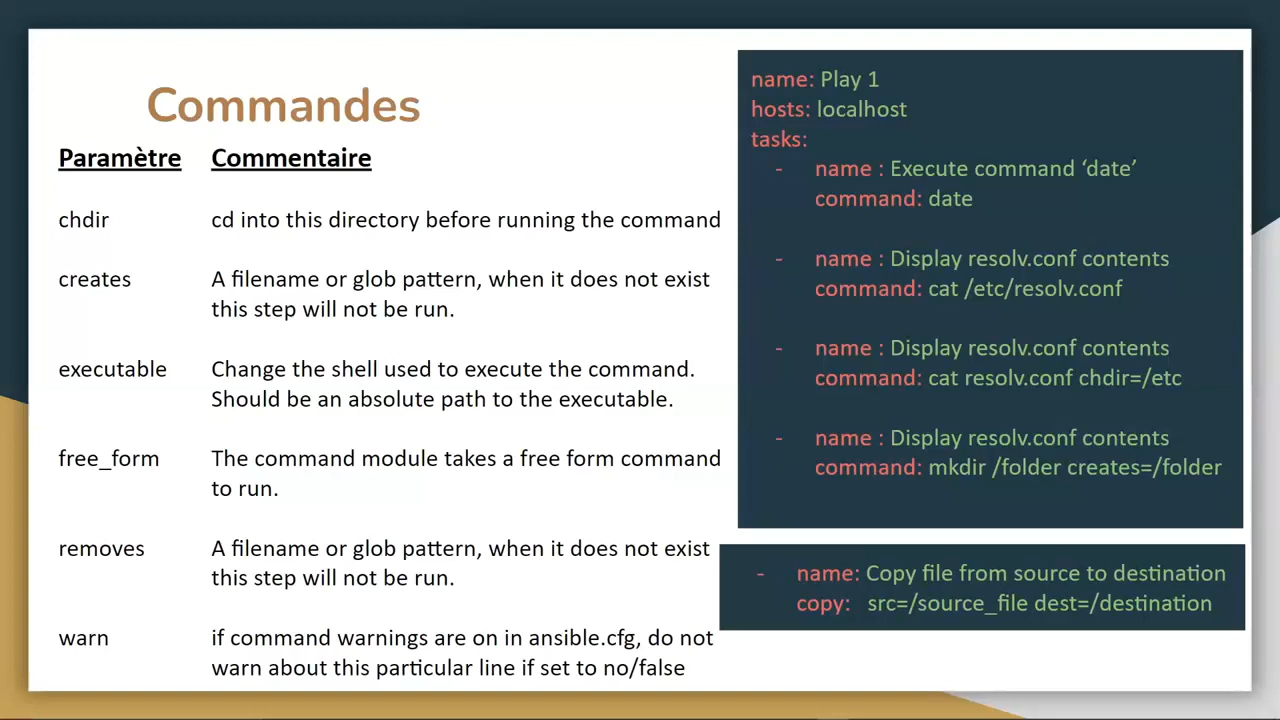 Commandes
Paramètre Commentaire
chdir cd into this directory before running the command
creates A filename or glob pattern, when it does not exist
this step will not be run.
executable Change the shell used to execute the command.
Should be an absolute path to the executable.
free_form The command module takes a free form command
to run.
removes A filename or glob pattern, when it does not exist
this step will not be run.
warn if command warnings are on in ansible.cfg, do not
warn about this particular line if set to no/false
name: Play 1
hosts: localhost
tasks:
- name : Execute command ‘date’
command: date
- name : Display resolv.conf contents
command: cat /etc/resolv.conf
- name : Display resolv.conf contents
command: cat resolv.conf chdir=/etc
- name : Display resolv.conf contents
command: mkdir /folder creates=/folder
- name: Copy file from source to destination
copy: src=/source_file dest=/destination